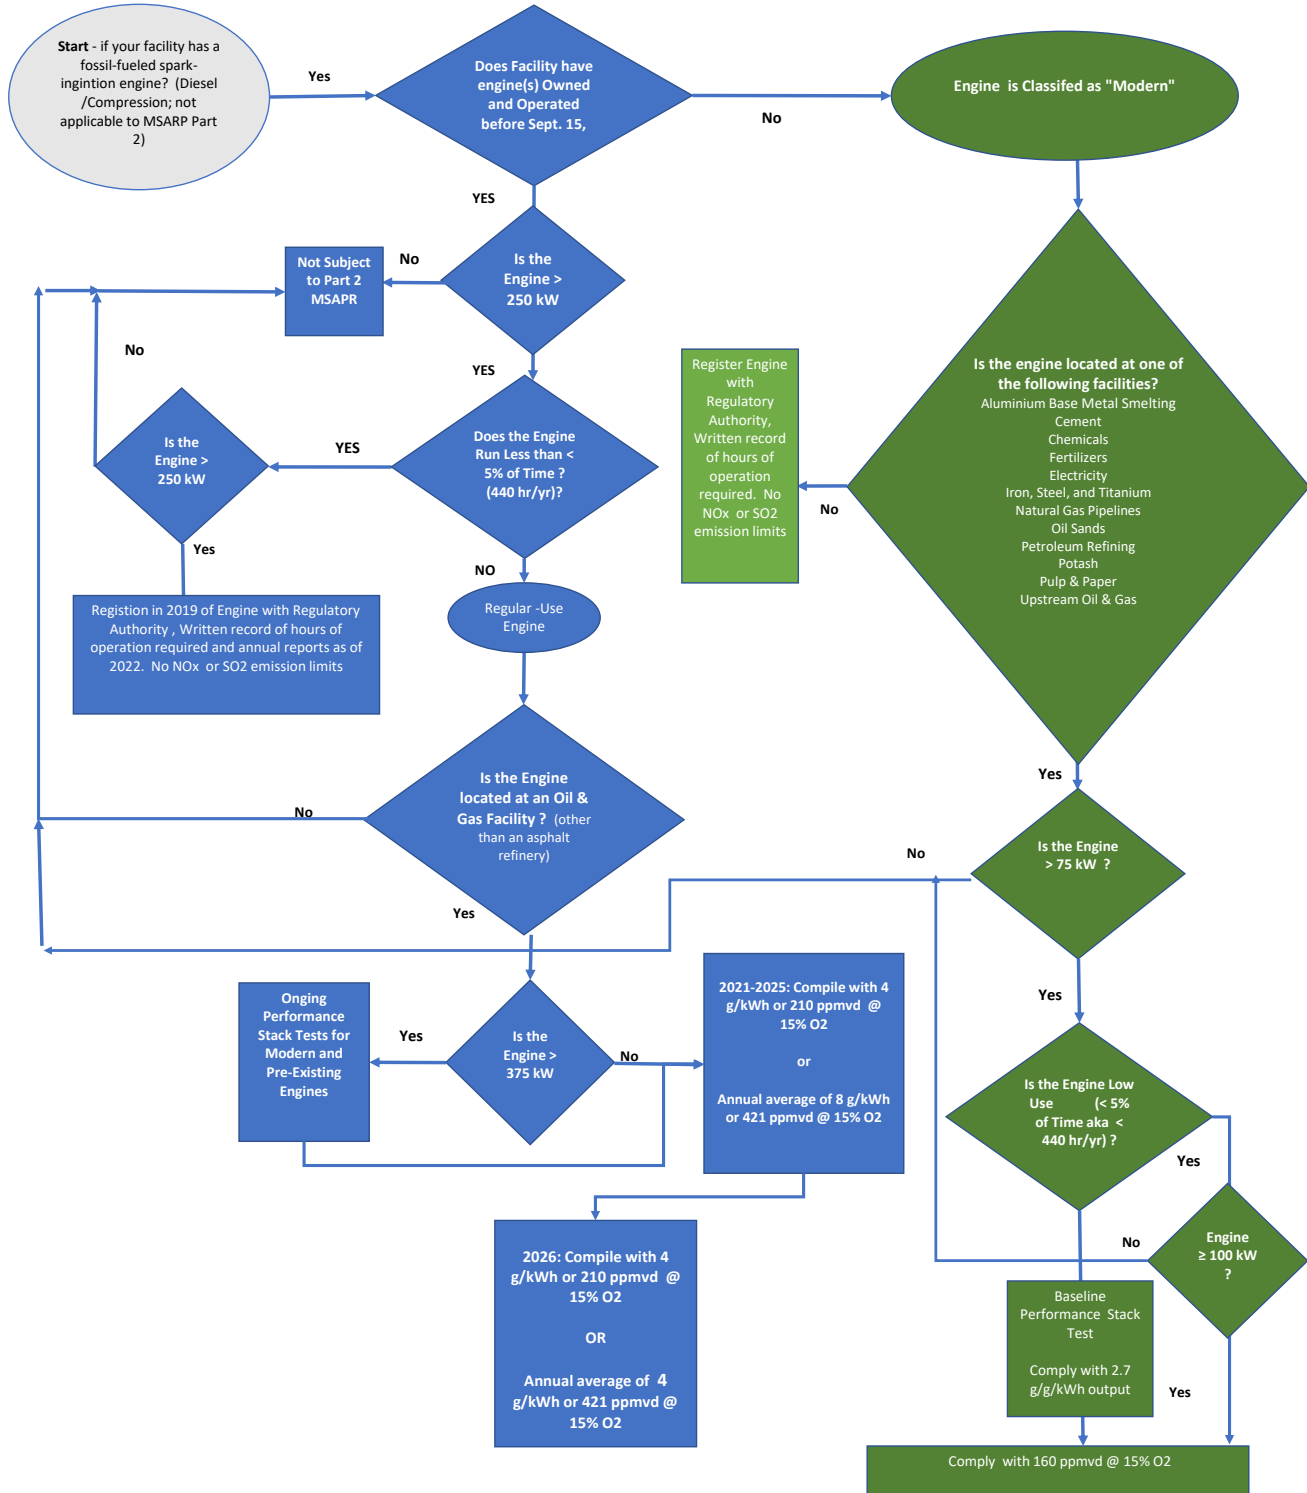 Start - if your facility has a
fossil-fueled spark-
ingintion engine? (Diesel
/Compression; not
applicable to MSARP Part
2)
Yes
Does Facility have
engine(s) Owned
and Operated
before Sept. 15,
No
Engine is Classifed as "Modern"
YES
Is the
Engine >
250 kW
No
Not Subject
to Part 2
MSAPR
No
YES
Is the
Engine >
250 kW
YES
Does the Engine
Run Less than <
5% of Time ?
(440 hr/yr)?
Register Engine
with
Regulatory
Authority,
Written record
of hours of
operation
required. No
NOx or SO2
emission limits
No
Is the engine located at one of
the following facilities?
Aluminium Base Metal Smelting
Cement
Chemicals
Fertilizers
Electricity
Iron, Steel, and Titanium
Natural Gas Pipelines
Oil Sands
Petroleum Refining
Potash
Pulp & Paper
Upstream Oil & Gas
Yes
NO
Registion in 2019 of Engine with Regulatory
Authority , Written record of hours of
operation required and annual reports as of
2022. No NOx or SO2 emission limits
Regular -Use
Engine
Is the Engine
located at an Oil &
Gas Facility ? (other
than an asphalt
refinery)
No
Yes
Yes
Is the Engine
> 75 kW ?
No
Yes
Onging
Performance
Stack Tests for
Modern and
Pre-Existing
Engines
Yes
Is the
Engine >
375 kW
No
2021-2025: Compile with 4
g/kWh or 210 ppmvd @
15% O2
or
Annual average of 8 g/kWh
or 421 ppmvd @ 15% O2
Is the Engine Low
Use (< 5%
of Time aka <
440 hr/yr) ?
Yes
No
Engine
≥ 100 kW
?
2026: Compile with 4
g/kWh or 210 ppmvd @
15% O2
OR
Annual average of 4
g/kWh or 421 ppmvd @
15% O2
Baseline
Performance Stack
Test
Comply with 2.7
g/g/kWh output
Yes
Comply with 160 ppmvd @ 15% O2